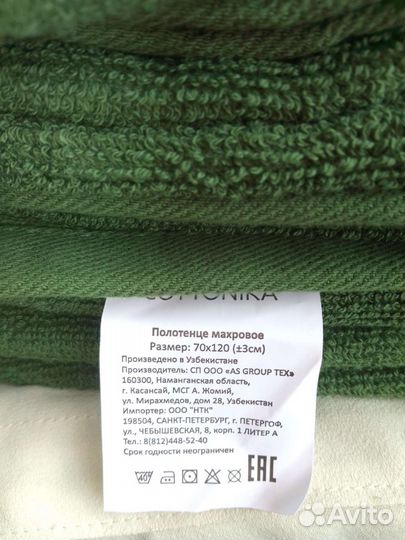 COTTONIKA
Полотенце махровое
Размер: 70х120 (±3см)
Произведено в Узбекистане
Производитель: СП ООО «AS GROUP TEX»
160300, Наманганская область,
г. Касансай, МСГ А. Жомий,
ул. Мирахмедов, дом 28, Узбекистан
Импортер: ООО "НТК"
198504, САНКТ-ПЕТЕРБУРГ, г. ПЕТЕРГОФ,
ул., ЧЕБЫШЕВСКАЯ, 8, корп. 1 ЛИТЕР А
Тел.: 8(812)448-52-40
Срок годности неограничен
40° EAC
Avito